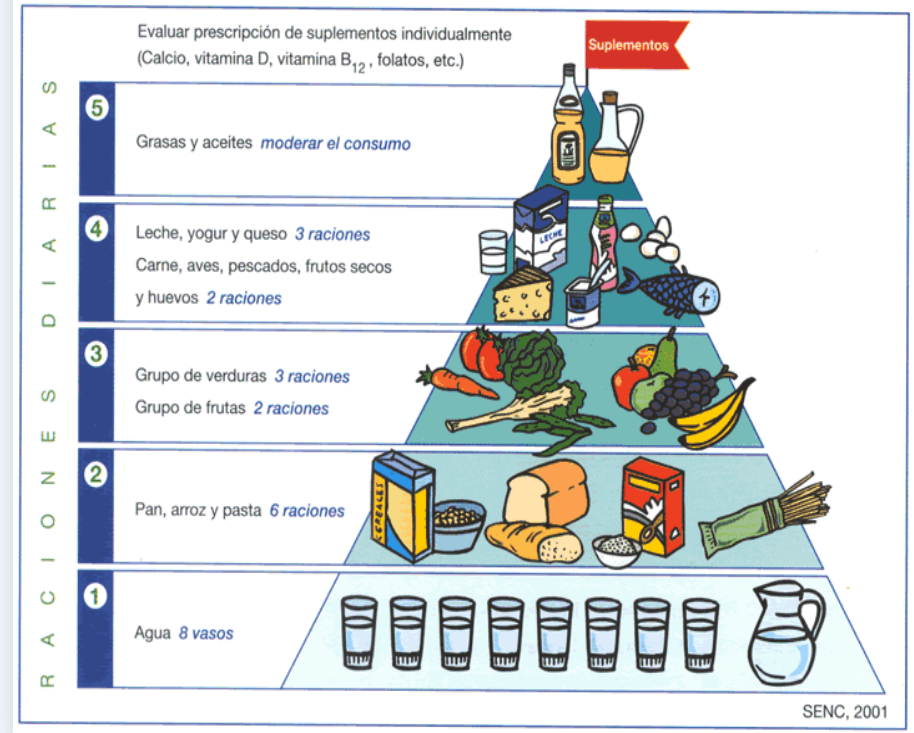 Evaluar prescripción de suplementos individualmente
(Calcio, vitamina D, vitamina B12 , folatos, etc.)
Suplementos
RACIONES DIARIAS
5
Grasas y aceites moderar el consumo
4
Leche, yogur y queso 3 raciones
Carne, aves, pescados, frutos secos
y huevos 2 raciones
LECHE
3
Grupo de verduras 3 raciones
Grupo de frutas 2 raciones
2
Pan, arroz y pasta 6 raciones
CEREALES
1
Agua 8 vasos
SENC, 2001